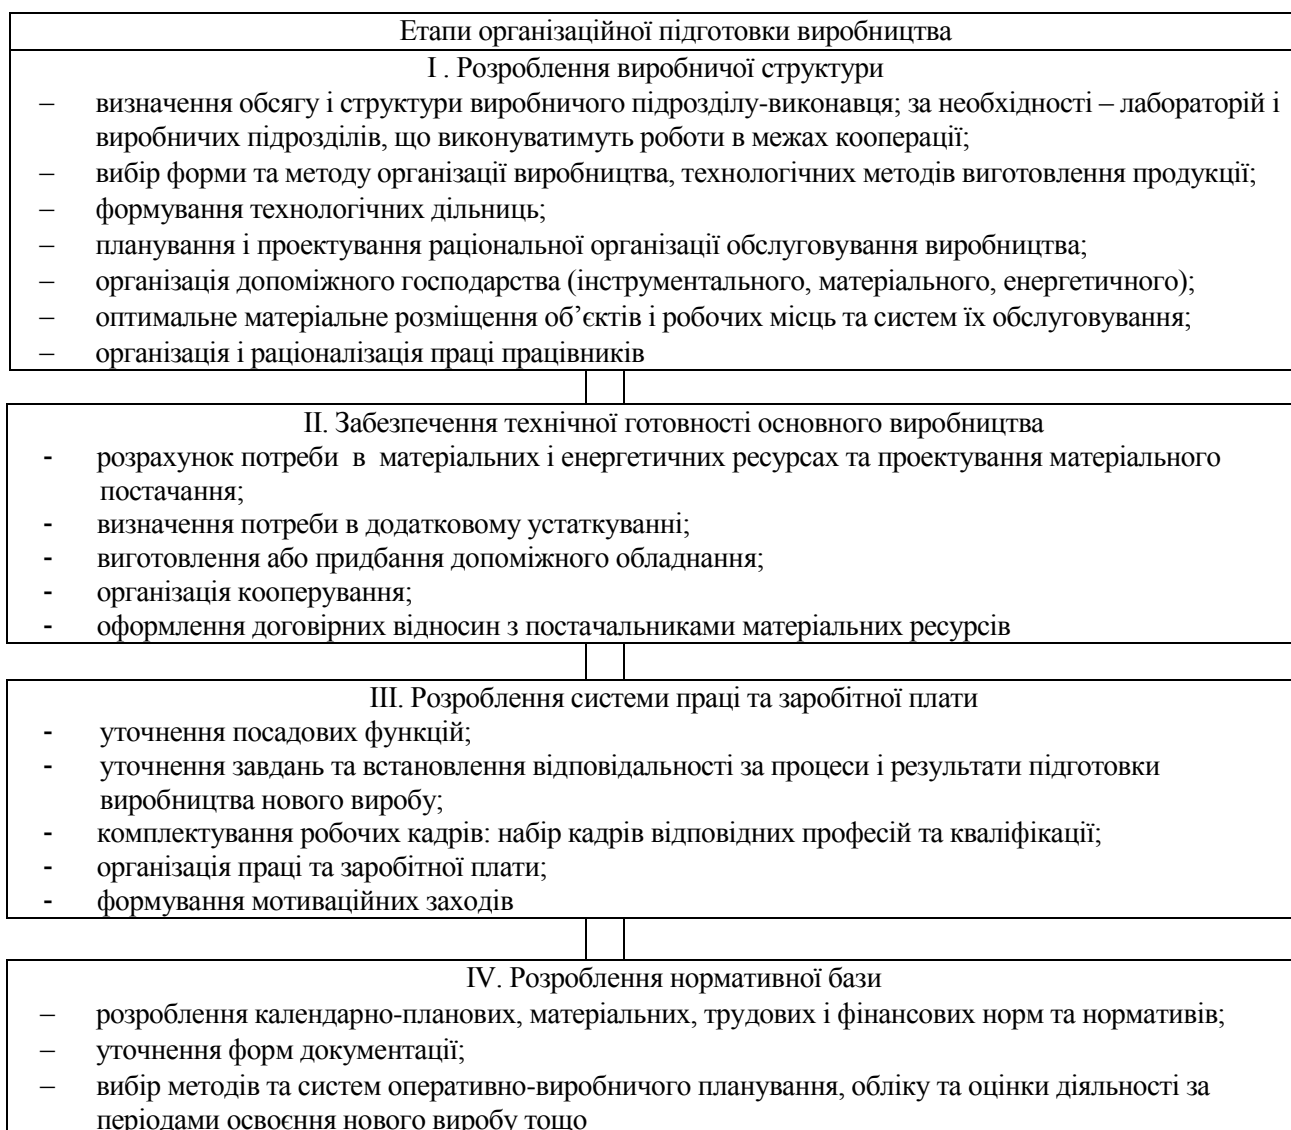 Етапи організаційної підготовки виробництва
І . Розроблення виробничої структури
– визначення обсягу і структури виробничого підрозділу-виконавця; за необхідності – лабораторій і
виробничих підрозділів, що виконуватимуть роботи в межах кооперації;
– вибір форми та методу організації виробництва, технологічних методів виготовлення продукції;
– формування технологічних дільниць;
– планування і проектування раціональної організації обслуговування виробництва;
– організація допоміжного господарства (інструментального, матеріального, енергетичного);
– оптимальне матеріальне розміщення об’єктів і робочих місць та систем їх обслуговування;
– організація і раціоналізація праці працівників
ІІ. Забезпечення технічної готовності основного виробництва
- розрахунок потреби в матеріальних і енергетичних ресурсах та проектування матеріального
постачання;
- визначення потреби в додатковому устаткуванні;
- виготовлення або придбання допоміжного обладнання;
- організація кооперування;
- оформлення договірних відносин з постачальниками матеріальних ресурсів
ІІІ. Розроблення системи праці та заробітної плати
- уточнення посадових функцій;
- уточнення завдань та встановлення відповідальності за процеси і результати підготовки
виробництва нового виробу;
- комплектування робочих кадрів: набір кадрів відповідних професій та кваліфікації;
- організація праці та заробітної плати;
- формування мотиваційних заходів
IV. Розроблення нормативної бази
– розроблення календарно-планових, матеріальних, трудових і фінансових норм та нормативів;
– уточнення форм документації;
– вибір методів та систем оперативно-виробничого планування, обліку та оцінки діяльності за
періодами освоєння нового виробу тощо